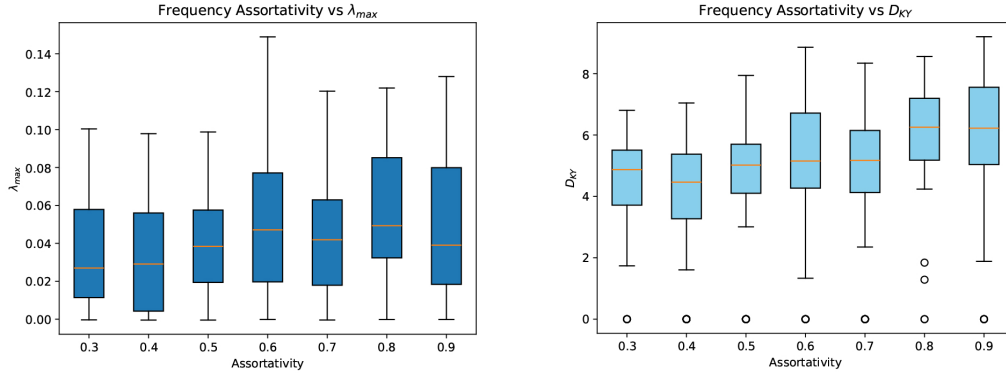 Frequency Assortativity vs λmax
0.14
0.12
0.10
0.08
0.06
0.04
0.02
0.00
λmax
0.3 0.4 0.5 0.6 0.7 0.8 0.9
Assortativity
Frequency Assortativity vs DKY
8
6
4
2
0
DKY
0.3 0.4 0.5 0.6 0.7 0.8 0.9
Assortativity